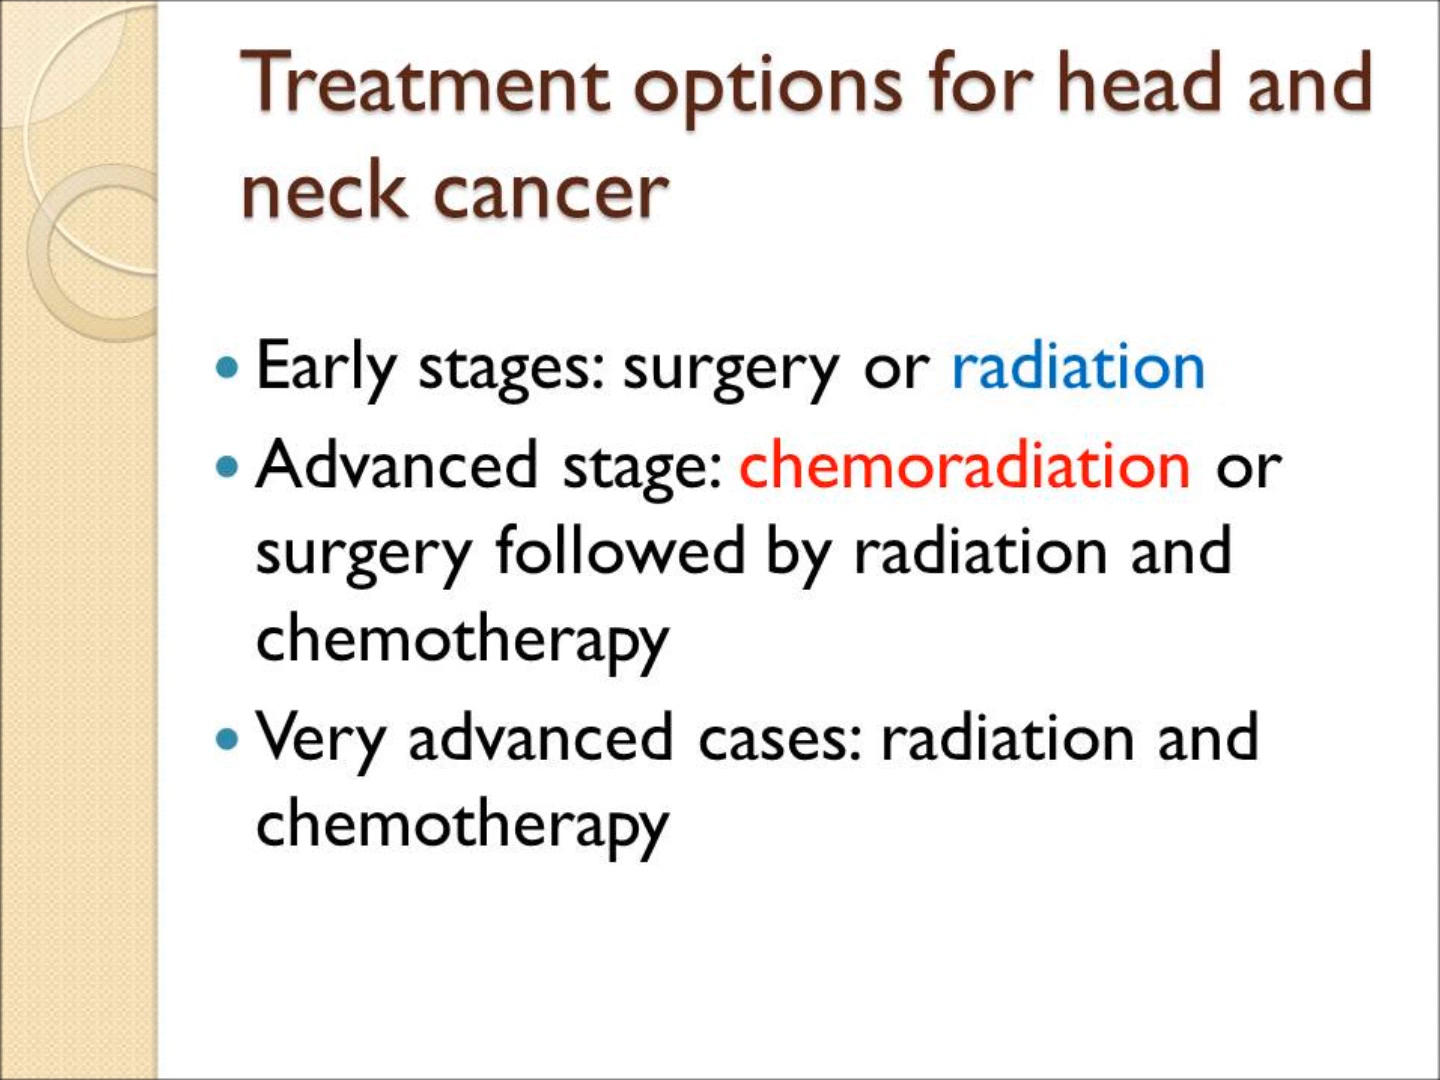 Treatment options for head and
neck cancer
• Early stages: surgery or radiation
• Advanced stage: chemoradiation or
surgery followed by radiation and
chemotherapy
• Very advanced cases: radiation and
chemotherapy